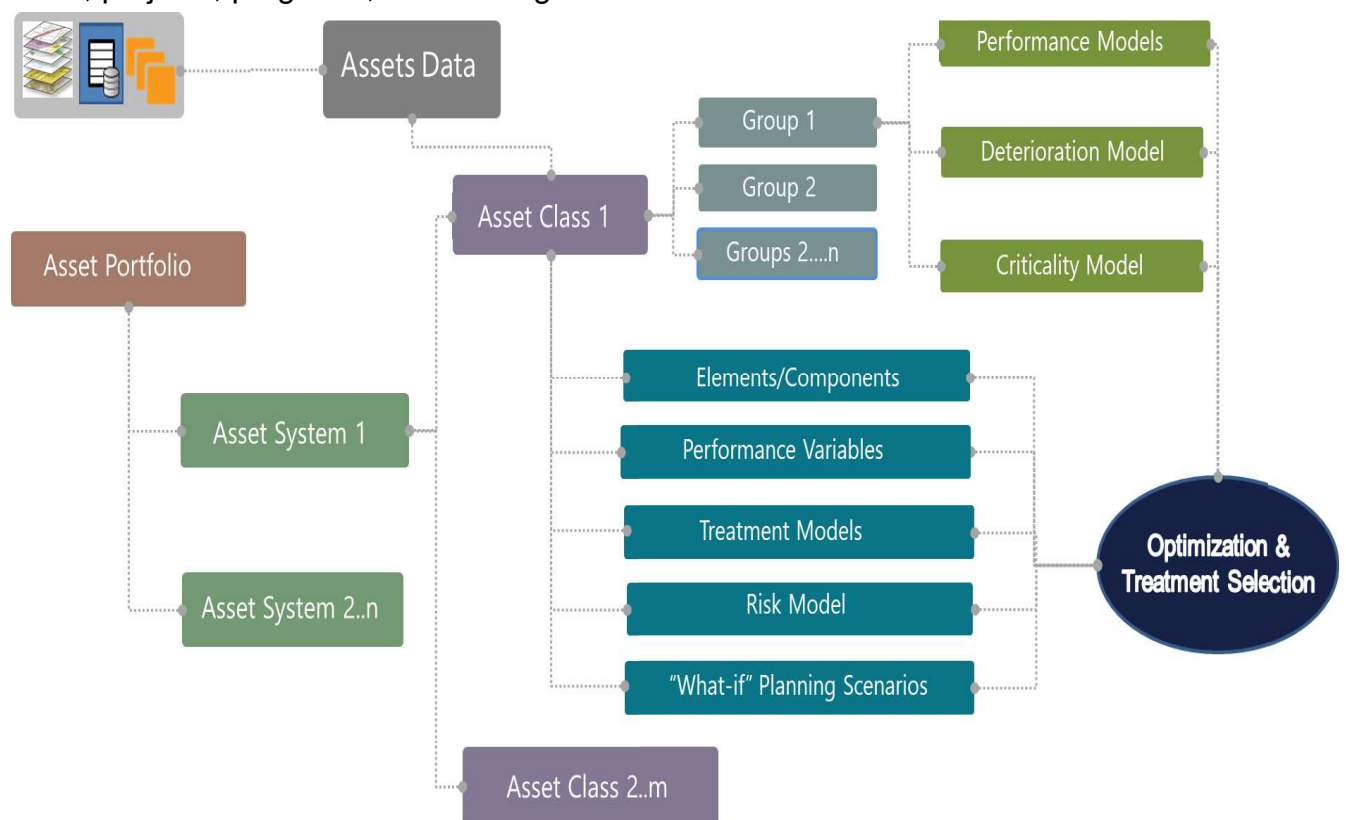 Assets Data
Performance Models
Group 1
Deterioration Model
Group 2
Asset Class 1
Groups 2....n
Asset Portfolio
Criticality Model
Elements/Components
Asset System 1
Performance Variables
Treatment Models
Optimization &
Treatment Selection
Asset System 2..n
Risk Model
“What-if” Planning Scenarios
Asset Class 2..m